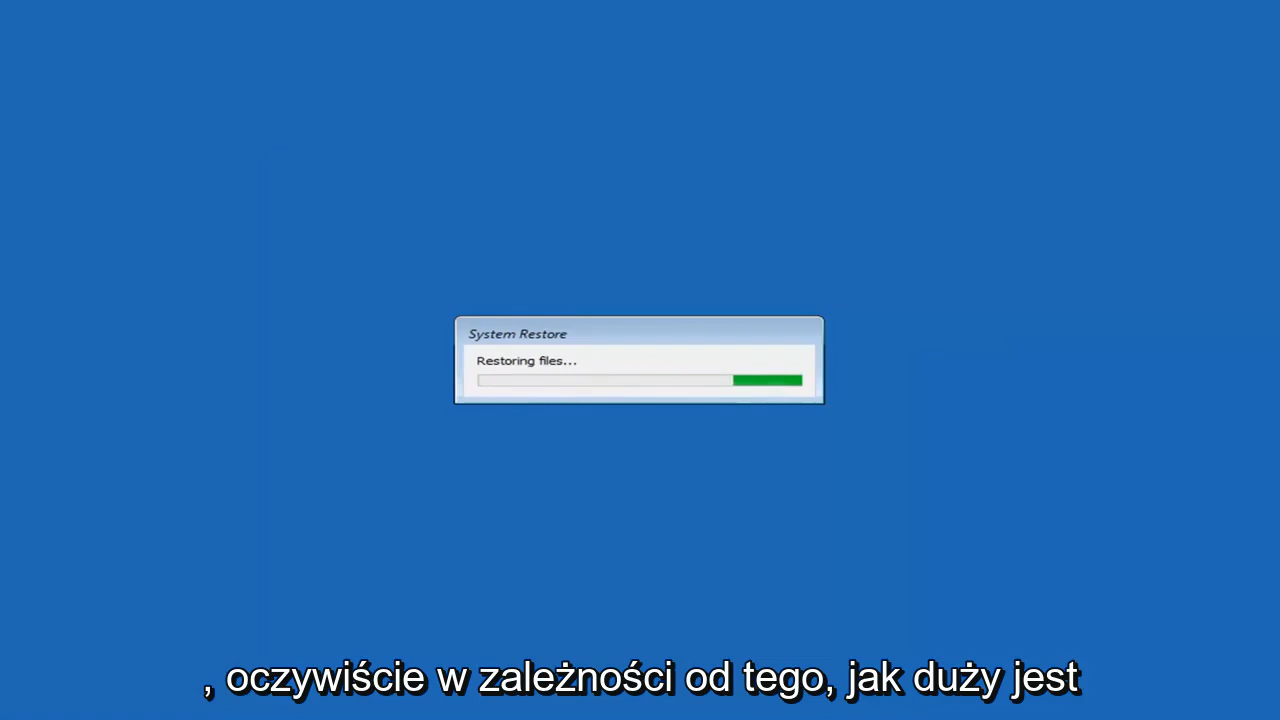 System Restore
Restoring files...
, oczywiście w zależności od tego, jak duży jest